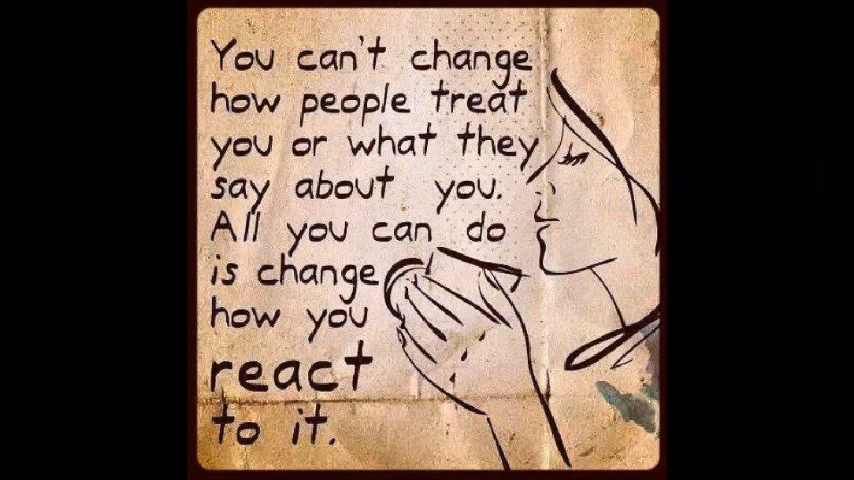 You can't change
how people treat
you or what they
say about you.
All you can do
is change
how you
react
to it.